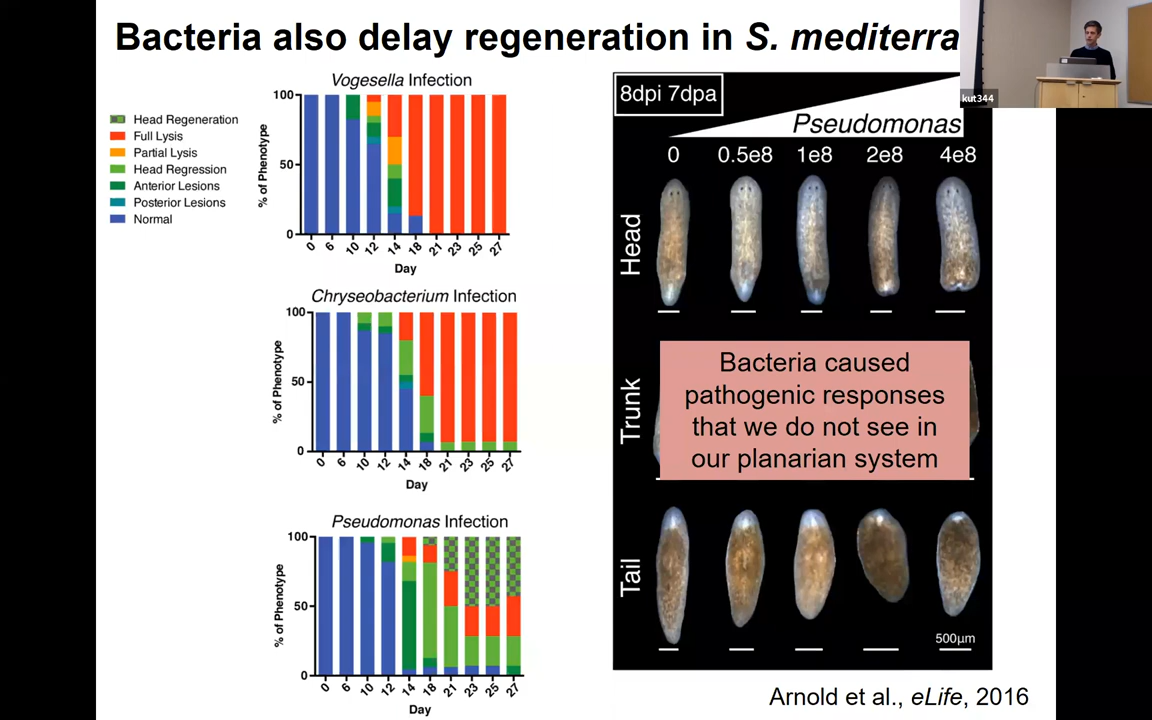 Bacteria also delay regeneration in S. mediterra
kut344
Head Regeneration
Full Lysis
Partial Lysis
Head Regression
Anterior Lesions
Posterior Lesions
Normal
Vogesella Infection
% of Phenotype
100
50
0
0 6 10 12 14 18 21 23 25 27
Day
Chryseobacterium Infection
% of Phenotype
100
50
0
0 6 10 12 14 18 21 23 25 27
Day
Pseudomonas Infection
% of Phenotype
100
50
0
0 6 10 12 14 18 21 23 25 27
Day
8dpi 7dpa
Pseudomonas
0 0.5e8 1e8 2e8 4e8
Head
Trunk
Bacteria caused
pathogenic responses
that we do not see in
our planarian system
Tail
500µm
Arnold et al., eLife, 2016